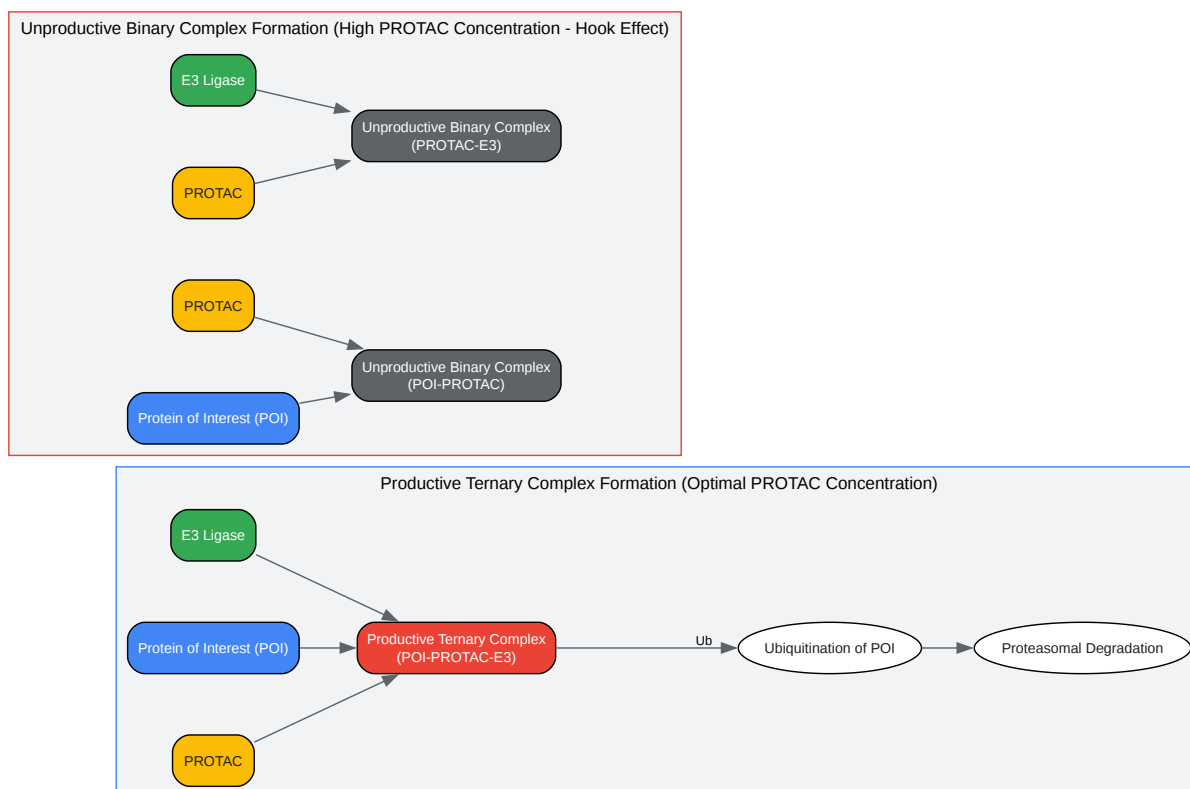 Unproductive Binary Complex Formation (High PROTAC Concentration - Hook Effect)
E3 Ligase
Unproductive Binary Complex
(PROTAC-E3)
PROTAC
PROTAC
Unproductive Binary Complex
(POI-PROTAC)
Protein of Interest (POI)
Productive Ternary Complex Formation (Optimal PROTAC Concentration)
E3 Ligase
Protein of Interest (POI)
Productive Ternary Complex
(POI-PROTAC-E3)
Ub
Ubiquitination of POI
Proteasomal Degradation
PROTAC